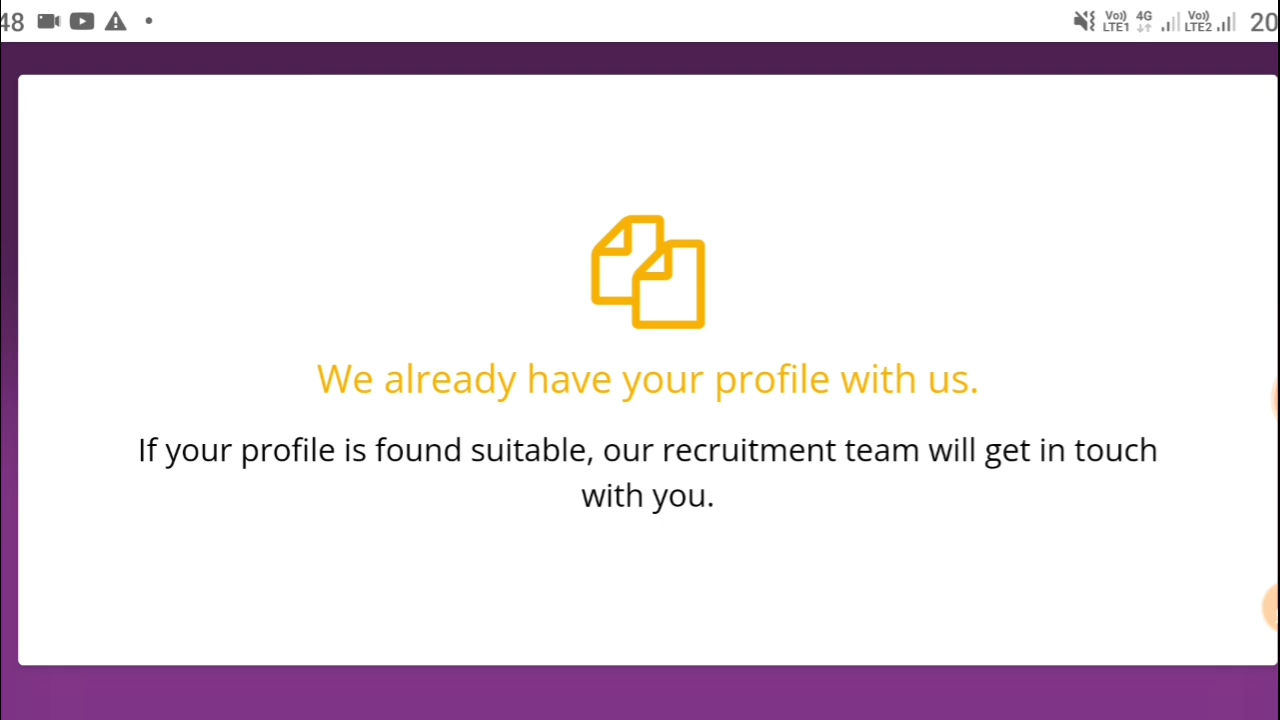 48
Vo)) 4G Vo)) 20
LTE1 LTE2
We already have your profile with us.
If your profile is found suitable, our recruitment team will get in touch
with you.